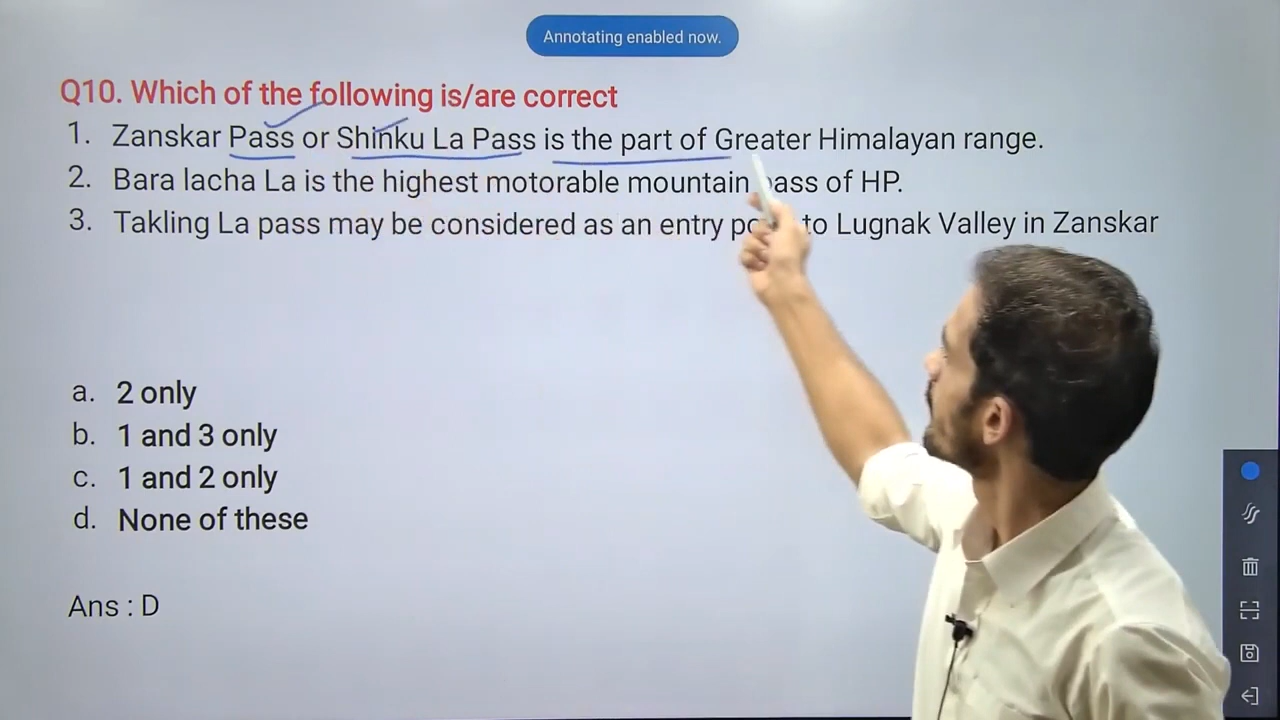 Annotating enabled now.
Q10. Which of the following is/are correct
1. Zanskar Pass or Shinku La Pass is the part of Greater Himalayan range.
2. Bara lacha La is the highest motorable mountain pass of HP.
3. Takling La pass may be considered as an entry to Lugnak Valley in Zanskar
a. 2 only
b. 1 and 3 only
c. 1 and 2 only
d. None of these
Ans : D